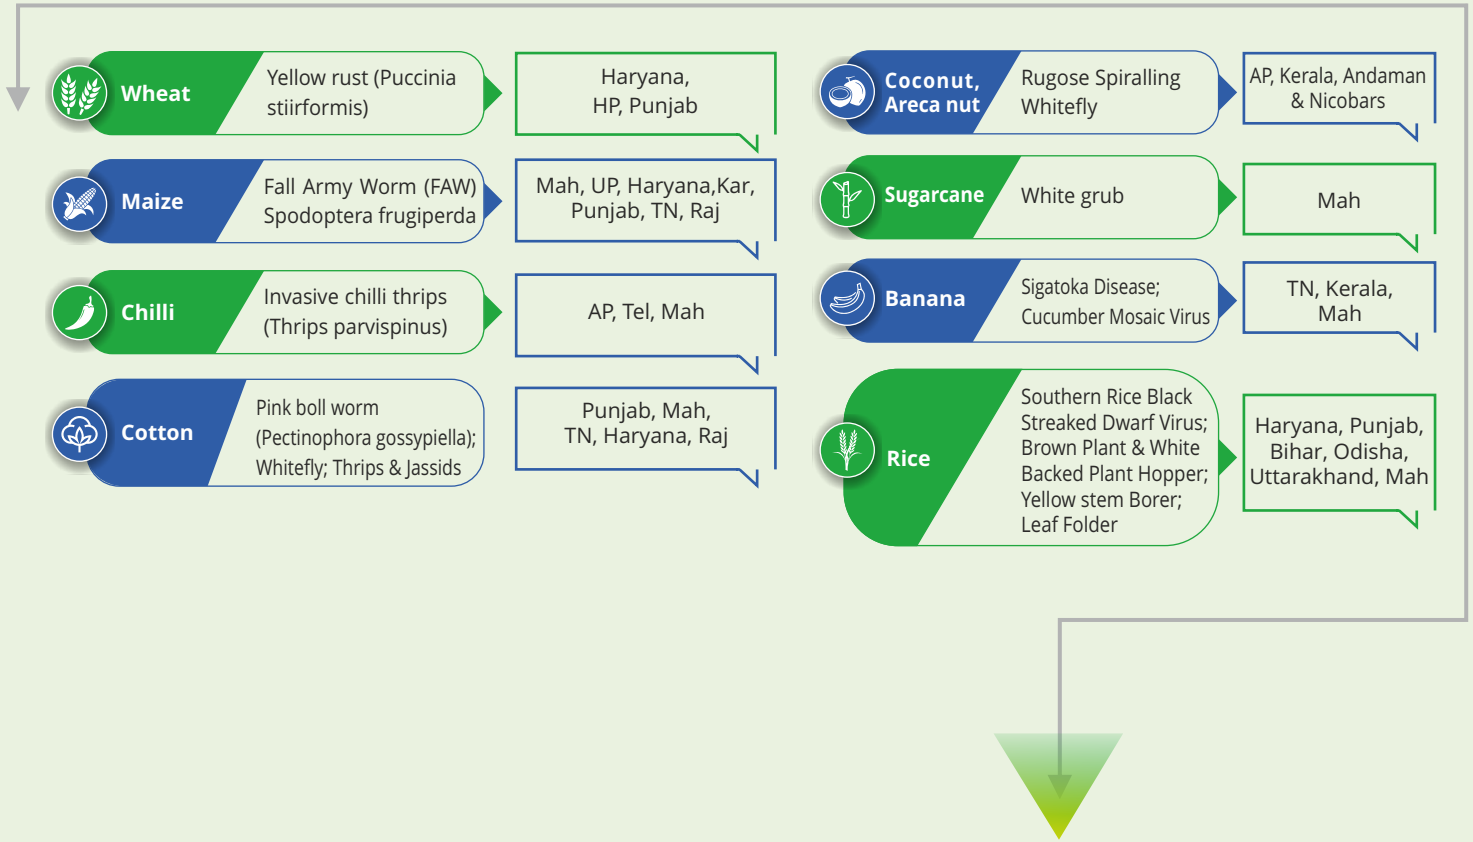 Wheat
Yellow rust (Puccinia
stiirformis)
Haryana,
HP, Punjab
Maize
Fall Army Worm (FAW)
Spodoptera frugiperda
Mah, UP, Haryana,Kar,
Punjab, TN, Raj
Chilli
Invasive chilli thrips
(Thrips parvispinus)
AP, Tel, Mah
Cotton
Pink boll worm
(Pectinophora gossypiella);
Whitefly; Thrips & Jassids
Punjab, Mah,
TN, Haryana, Raj
Coconut,
Areca nut
Rugose Spiralling
Whitefly
AP, Kerala, Andaman
& Nicobars
Sugarcane
White grub
Mah
Banana
Sigatoka Disease;
Cucumber Mosaic Virus
TN, Kerala,
Mah
Rice
Southern Rice Black
Streaked Dwarf Virus;
Brown Plant & White
Backed Plant Hopper;
Yellow stem Borer;
Leaf Folder
Haryana, Punjab,
Bihar, Odisha,
Uttarakhand, Mah